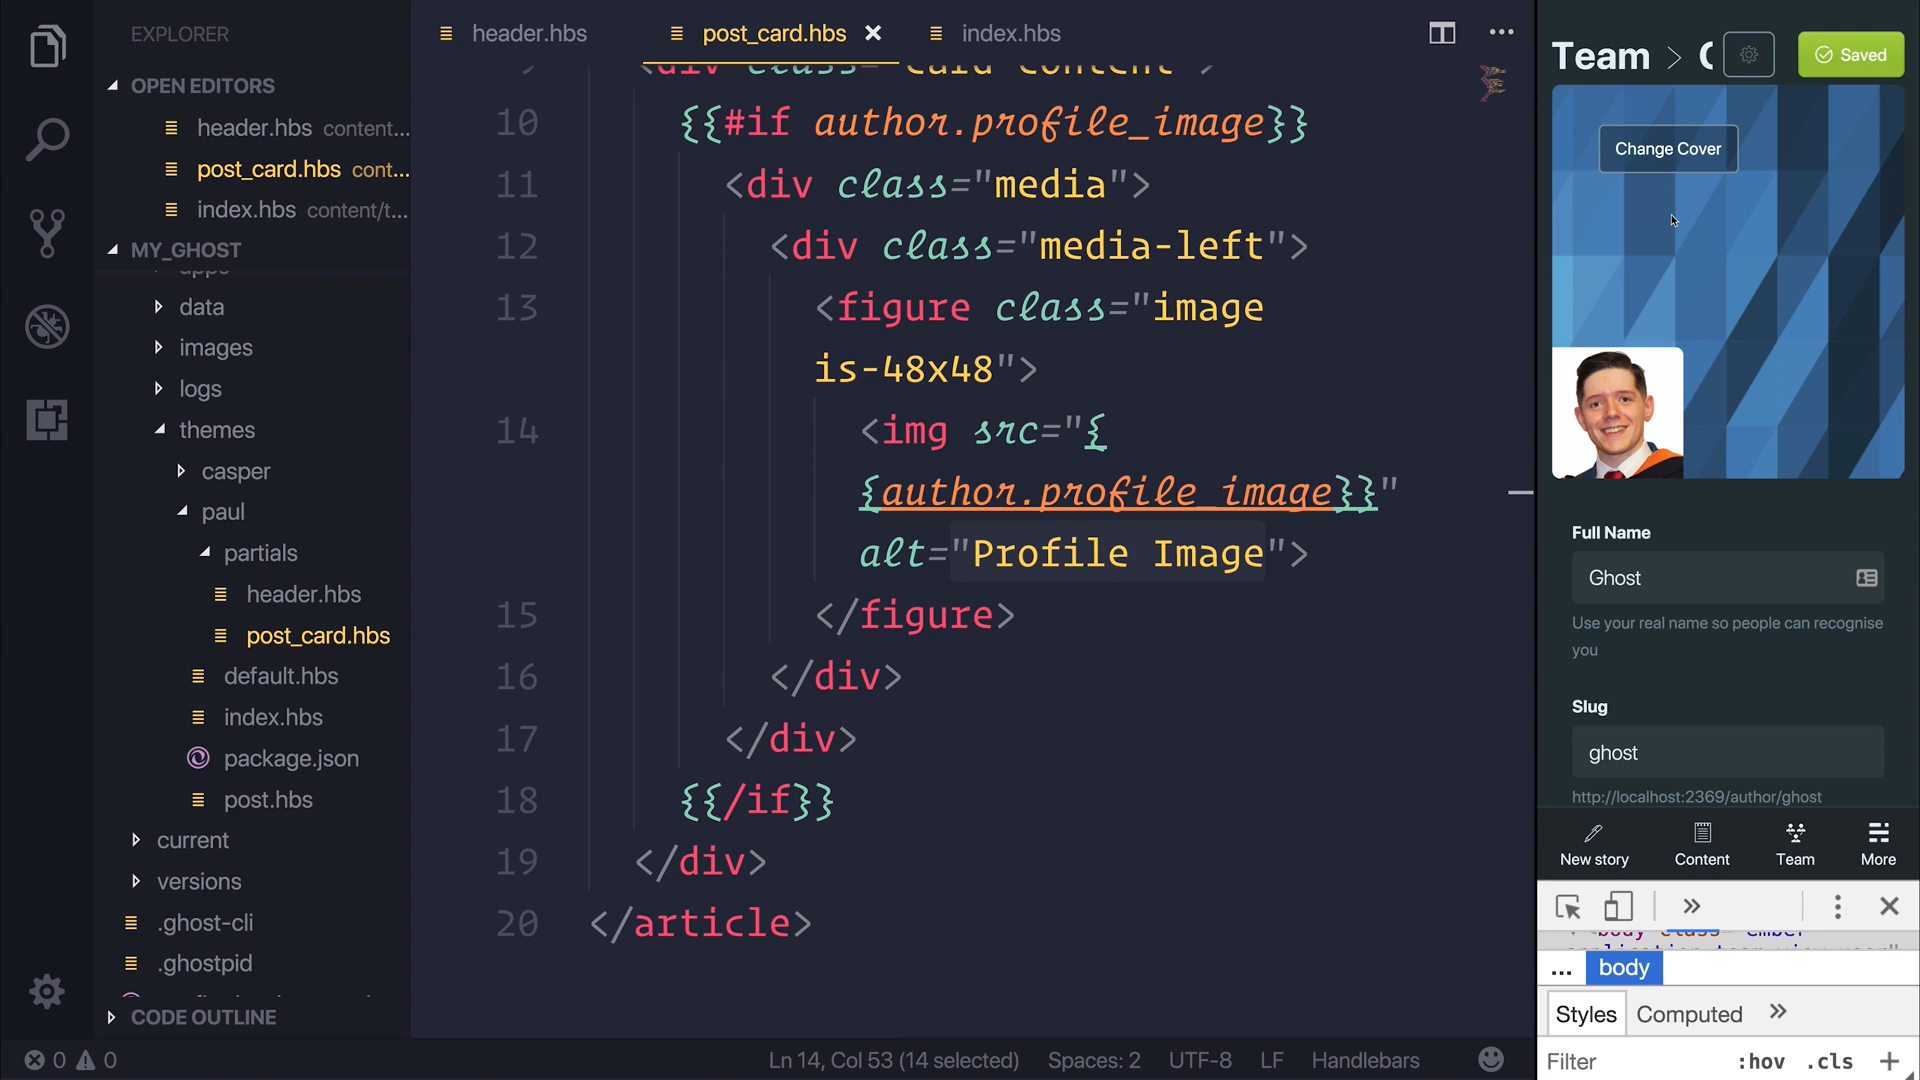 EXPLORER
OPEN EDITORS
header.hbs content...
post_card.hbs cont...
index.hbs content/t...
MY_GHOST
apps
data
images
logs
themes
casper
paul
partials
header.hbs
post_card.hbs
default.hbs
index.hbs
package.json
post.hbs
current
versions
.ghost-cli
.ghostpid
CODE OUTLINE
header.hbs
post_card.hbs
index.hbs
9 <div class="card-content">
10 {{#if author.profile_image}}
11 <div class="media">
12 <div class="media-left">
13 <figure class="image
is-48x48">
14 <img src="{
{author.profile_image}}"
alt="Profile Image">
15 </figure>
16 </div>
17 </div>
18 {{/if}}
19 </div>
20 </article>
0 0
Ln 14, Col 53 (14 selected) Spaces: 2 UTF-8 LF Handlebars
Team >
Saved
Change Cover
Full Name
Ghost
Use your real name so people can recognise
you
Slug
ghost
http://localhost:2369/author/ghost
New story Content Team More
... body
Styles Computed
Filter :hov .cls +